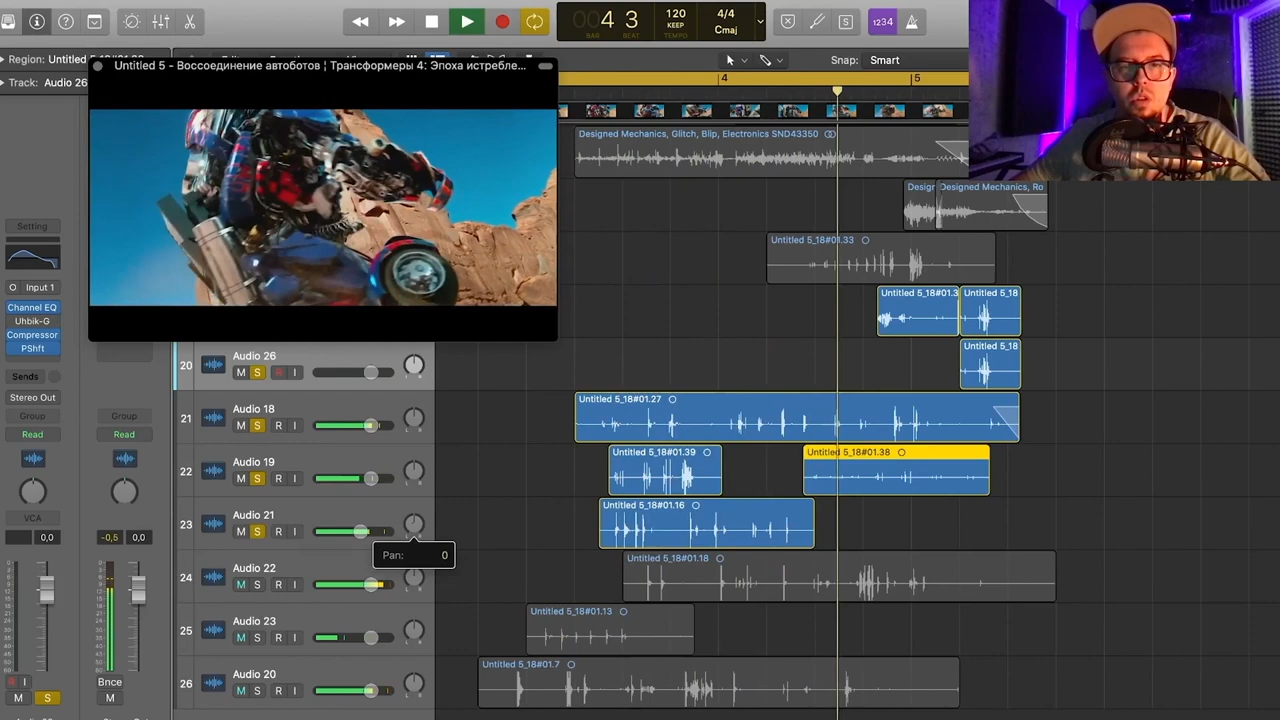 4 3
BAR BEAT
120
KEEP
TEMPO
4/4
Cmaj
S
1234
Region: Untitled
Track: Audio 26
Untitled 5 - Воссоединение автоботов ¦ Трансформеры 4: Эпоха истребле...
Snap: Smart
4
5
Designed Mechanics, Glitch, Blip, Electronics SND43350
Designed Mechanics, Ro
Untitled 5_18#01.33
Untitled 5_18#01.3
Untitled 5_18
Untitled 5_18
Setting
Input 1
Channel EQ
Uhbik-G
Compressor
PShft
Sends
Stereo Out
Group
Group
Read
Read
VCA
0,0
-0,5
0,0
R I
Bnce
M S
M
20
Audio 26
M S R I
21
Audio 18
M S R I
Untitled 5_18#01.27
22
Audio 19
M S R I
Untitled 5_18#01.39
Untitled 5_18#01.38
23
Audio 21
M S R I
Untitled 5_18#01.16
Pan: 0
24
Audio 22
M S R I
Untitled 5_18#01.18
25
Audio 23
M S R I
Untitled 5_18#01.13
26
Audio 20
M S R I
Untitled 5_18#01.7